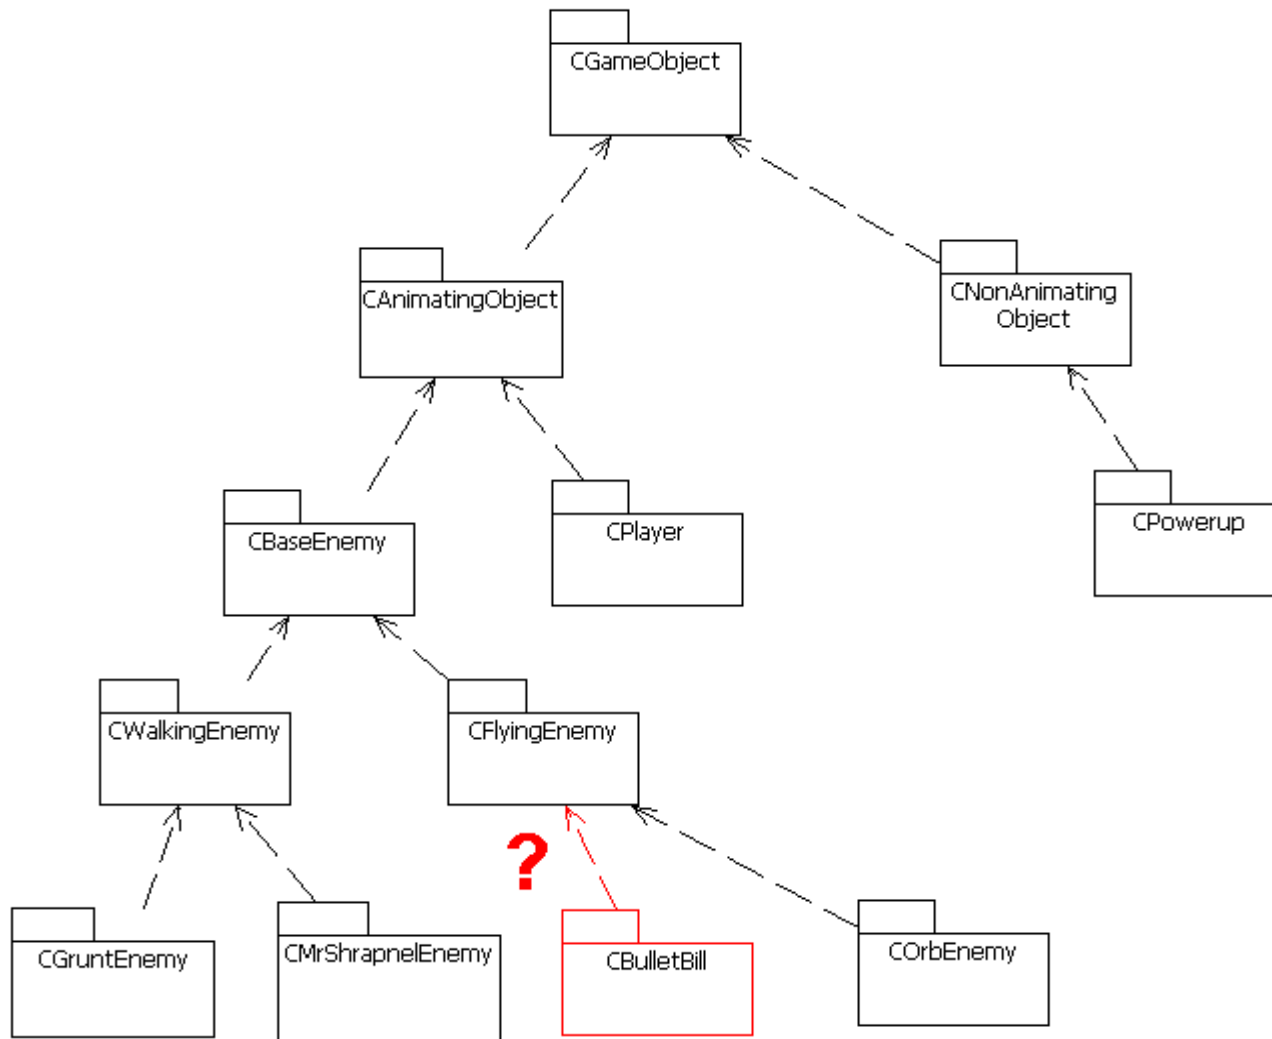 CGameObject
CAnimatingObject
CNonAnimating
Object
CBaseEnemy
CPlayer
CPowerup
CWalkingEnemy
CFlyingEnemy
?
CGruntEnemy
CMrShrapnelEnemy
CBulletBill
COrbEnemy